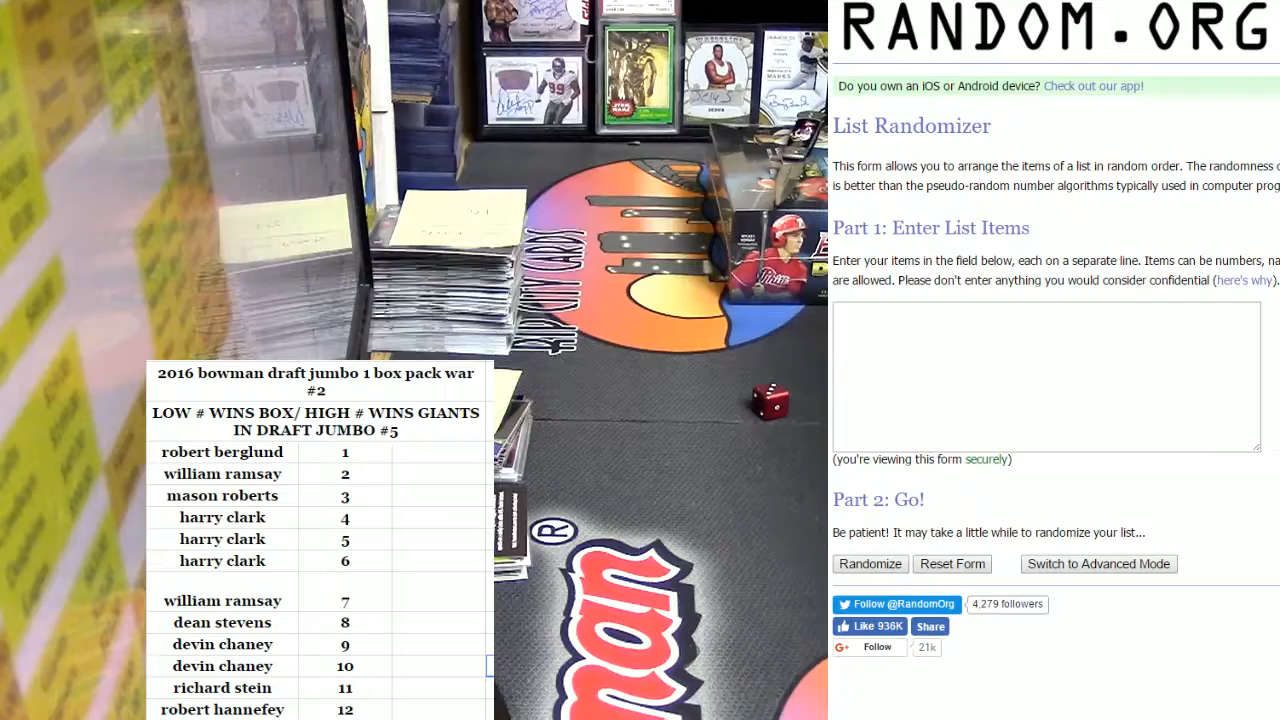 2016 bowman draft jumbo 1 box pack war
#2
LOW # WINS BOX/ HIGH # WINS GIANTS
IN DRAFT JUMBO #5
robert berglund 1
william ramsay 2
mason roberts 3
harry clark 4
harry clark 5
harry clark 6
william ramsay 7
dean stevens 8
devin chaney 9
devin chaney 10
richard stein 11
robert hannefey 12
STAR WARS
RIP CITY CARDS
®
man
RANDOM.ORG
Do you own an iOS or Android device? Check out our app!
List Randomizer
This form allows you to arrange the items of a list in random order. The randomness
is better than the pseudo-random number algorithms typically used in computer prog
Part 1: Enter List Items
Enter your items in the field below, each on a separate line. Items can be numbers, na
are allowed. Please don't enter anything you would consider confidential (here's why).
(you're viewing this form securely)
Part 2: Go!
Be patient! It may take a little while to randomize your list...
Randomize Reset Form Switch to Advanced Mode
Follow @RandomOrg 4,279 followers
Like 936K Share
G+ Follow 21k